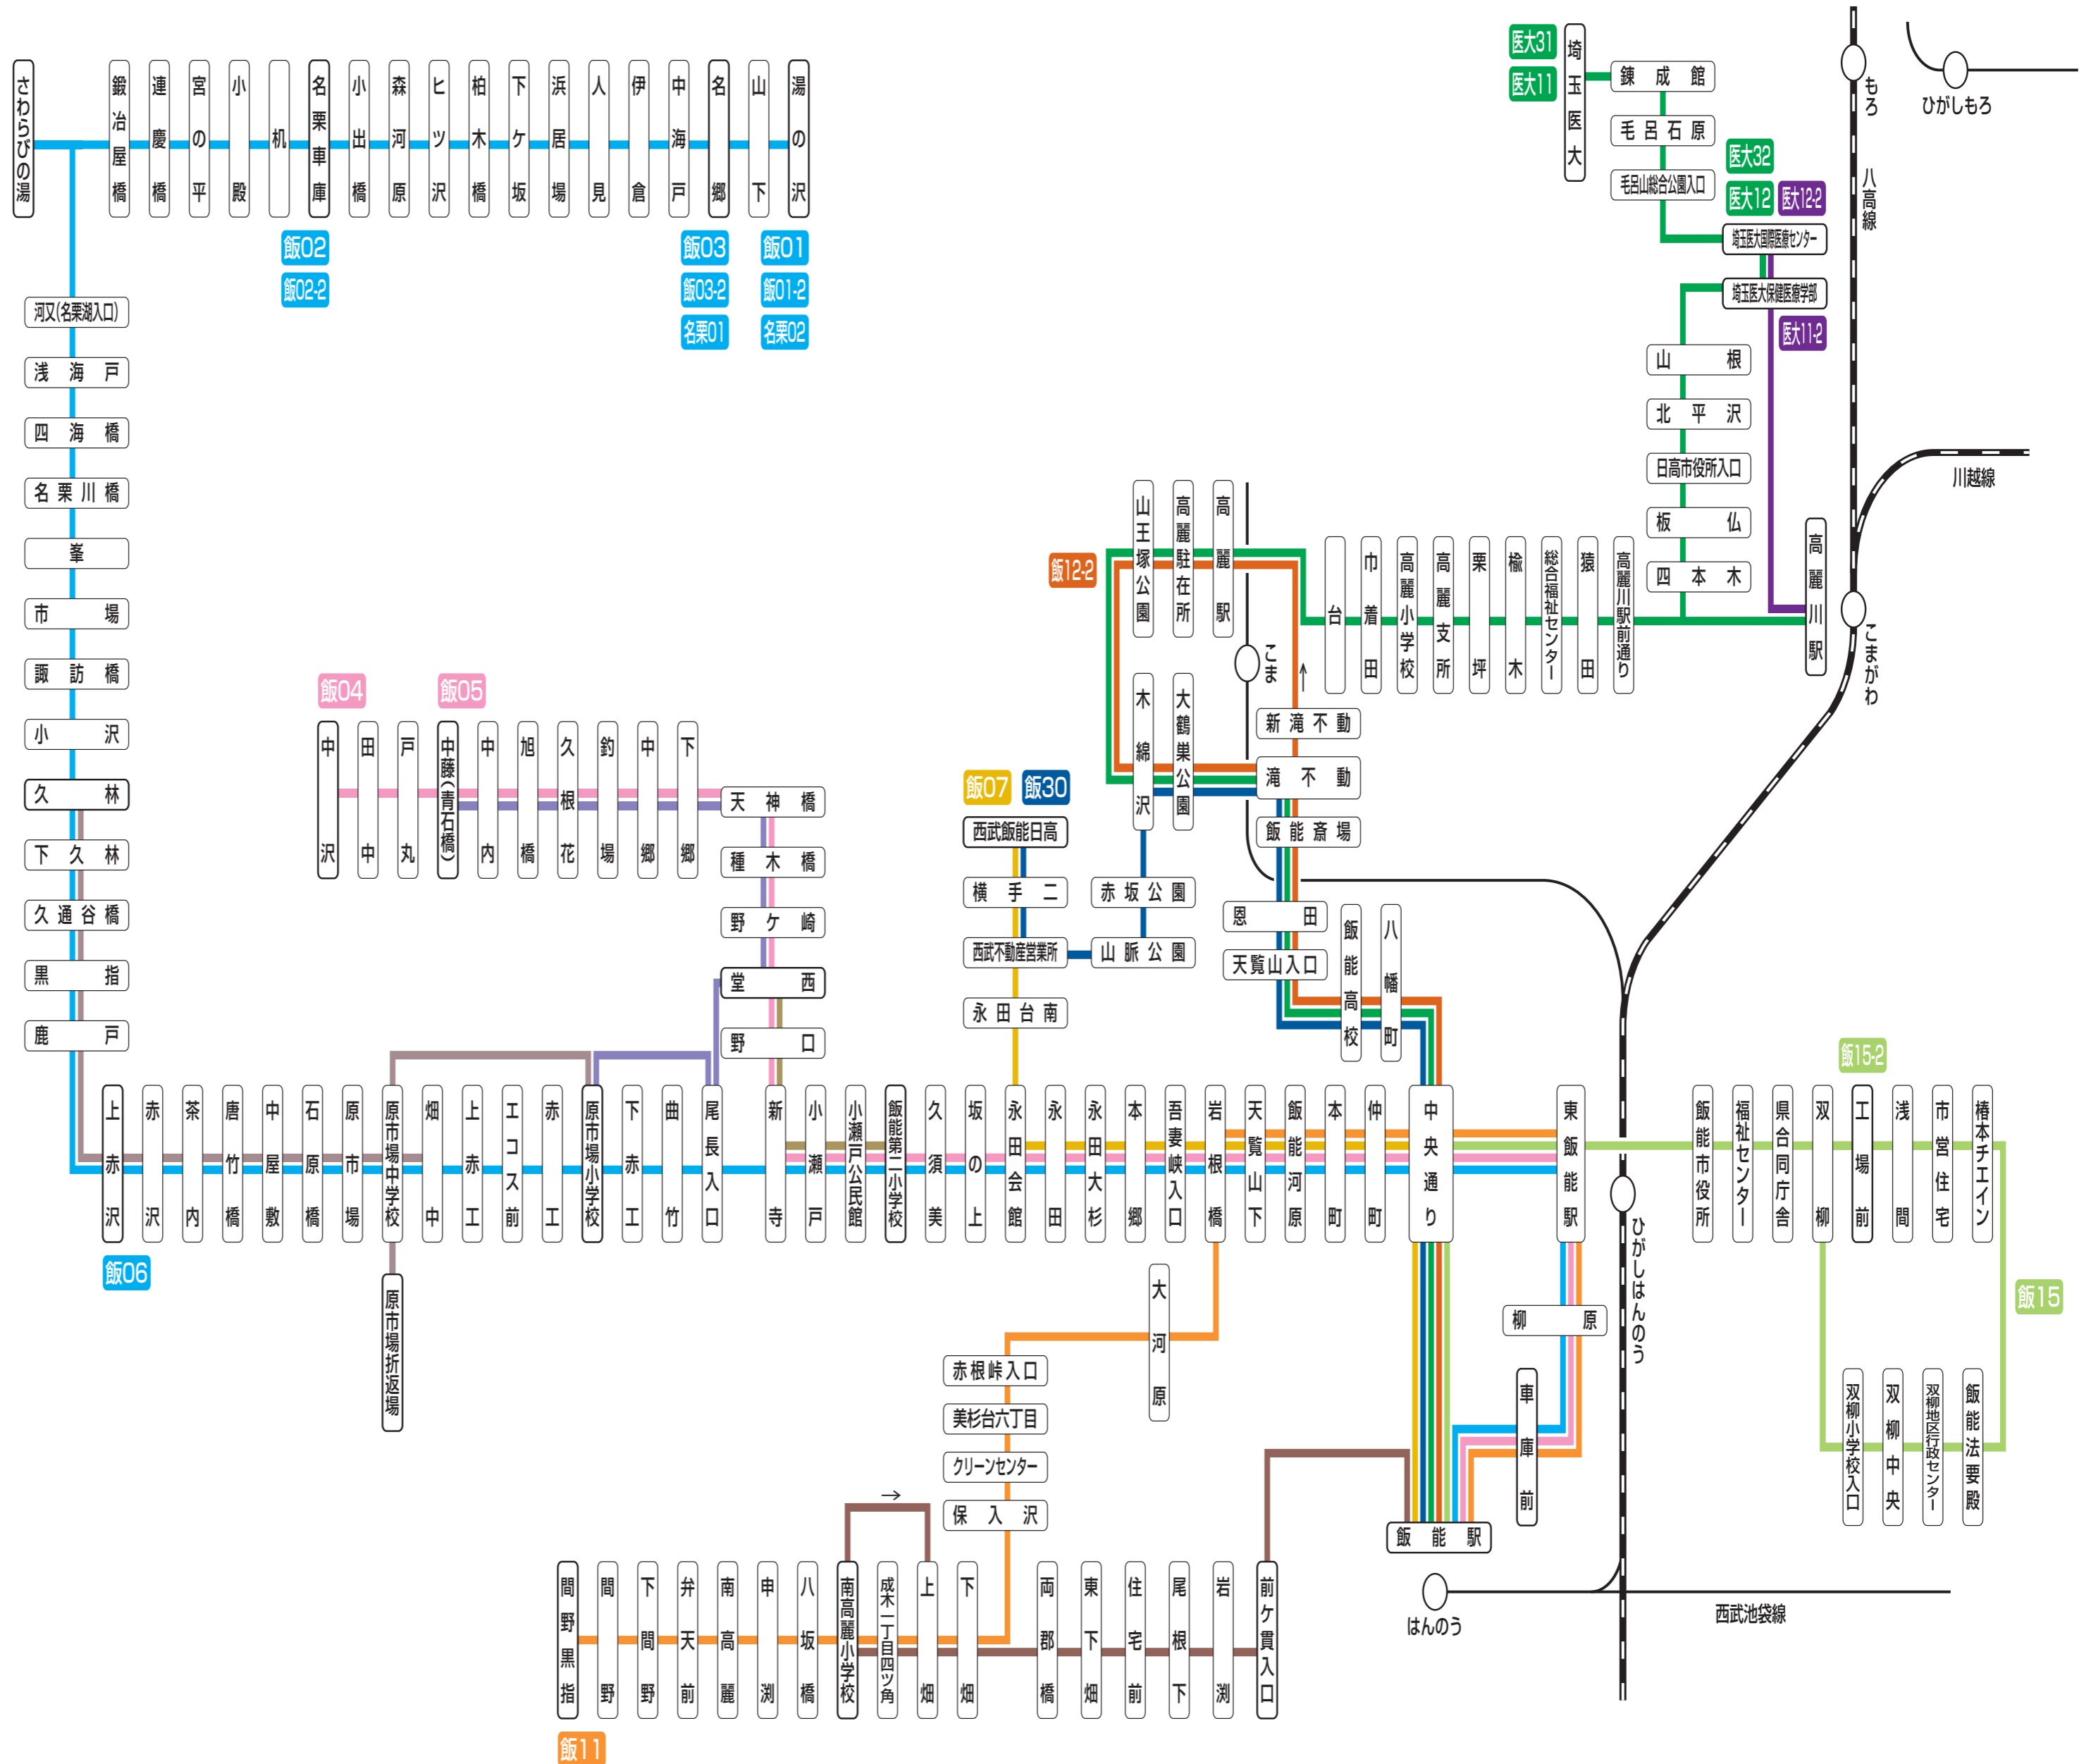 さわらびの湯
鍛冶屋橋
連慶橋
宮の平
小殿
机
名栗車庫
小出橋
森河原
ヒツ沢
柏木橋
下ケ坂
浜居場
人見
伊倉
中海戸
名郷
山下
湯の沢
飯02
飯02-2
飯03
飯03-2
名栗01
飯01
飯01-2
名栗02
河又(名栗湖入口)
浅海戸
四海橋
名栗川橋
峯
市場
諏訪橋
小沢
久林
下久林
久通谷橋
黒指
鹿戸
医大31
医大11
埼玉医大
錬成館
毛呂石原
毛呂山総合公園入口
医大32
医大12
医大12-2
埼玉医大国際医療センター
埼玉医大保健医療学部
医大11-2
山根
北平沢
日高市役所入口
板仏
四本木
もろ
ひがしもろ
八高線
川越線
高麗川駅
こまがわ
飯12-2
山王塚公園
高麗駐在所
高麗駅
こま
台
巾着田
高麗小学校
高麗支所
栗坪
楡木
総合福祉センター
猿田
高麗川駅前通り
木綿沢
大鶴巣公園
→
新滝不動
滝不動
飯能斎場
恩田
天覧山入口
飯能高校
八幡町
飯04
飯05
中沢
田中
戸丸
中藤(青石橋)
中内
旭橋
久根花
釣場
中郷
下郷
天神橋
種木橋
野ケ崎
堂西
野口
飯07
飯30
西武飯能日高
横手二
西武不動産営業所
永田台南
赤坂公園
山脈公園
上赤沢
赤沢
茶内
唐竹橋
中屋敷
石原橋
原市場
原市場中学校
畑中
上赤工
エコス前
赤工
原市場小学校
下赤工
曲竹
尾長入口
新寺
小瀬戸
小瀬戸公民館
飯能第二小学校
久須美
坂の上
永田会館
永田
永田大杉
本郷
吾妻峡入口
岩根橋
天覧山下
飯能河原
本町
仲町
中央通り
東飯能駅
飯06
原市場折返場
ひがしはんのう
飯15-2
飯能市役所
福祉センター
県合同庁舎
双柳
工場前
浅間
市営住宅
椿本チエイン
飯15
双柳小学校入口
双柳中央
双柳地区行政センター
飯能法要殿
大河原
赤根峠入口
美杉台六丁目
クリーンセンター
保入沢
柳原
車庫前
飯能駅
はんのう
西武池袋線
→
間野黒指
間野
下間野
弁天前
南高麗
申渕
八坂橋
南高麗小学校
成木一丁目四ツ角
上畑
下畑
両郡橋
東下畑
住宅前
尾根下
岩渕
前ケ貫入口
飯11